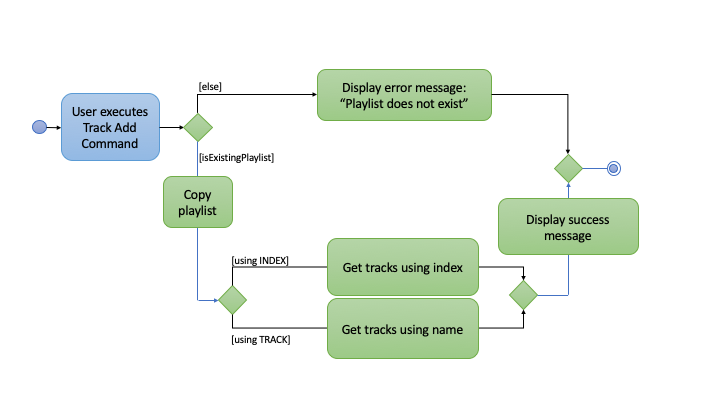 [else]
Display error message:
“Playlist does not exist”
User executes
Track Add
Command
[isExistingPlaylist]
Copy
playlist
Display success
message
[using INDEX]
Get tracks using index
Get tracks using name
[using TRACK]